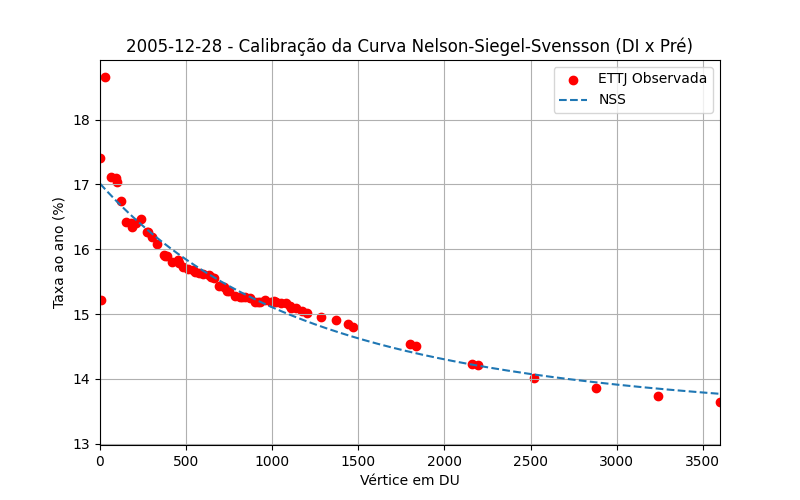 2005-12-28 - Calibração da Curva Nelson-Siegel-Svensson (DI x Pré)
ETTJ Observada
NSS
Taxa ao ano (%)
18
17
16
15
14
13
0 500 1000 1500 2000 2500 3000 3500
Vértice em DU